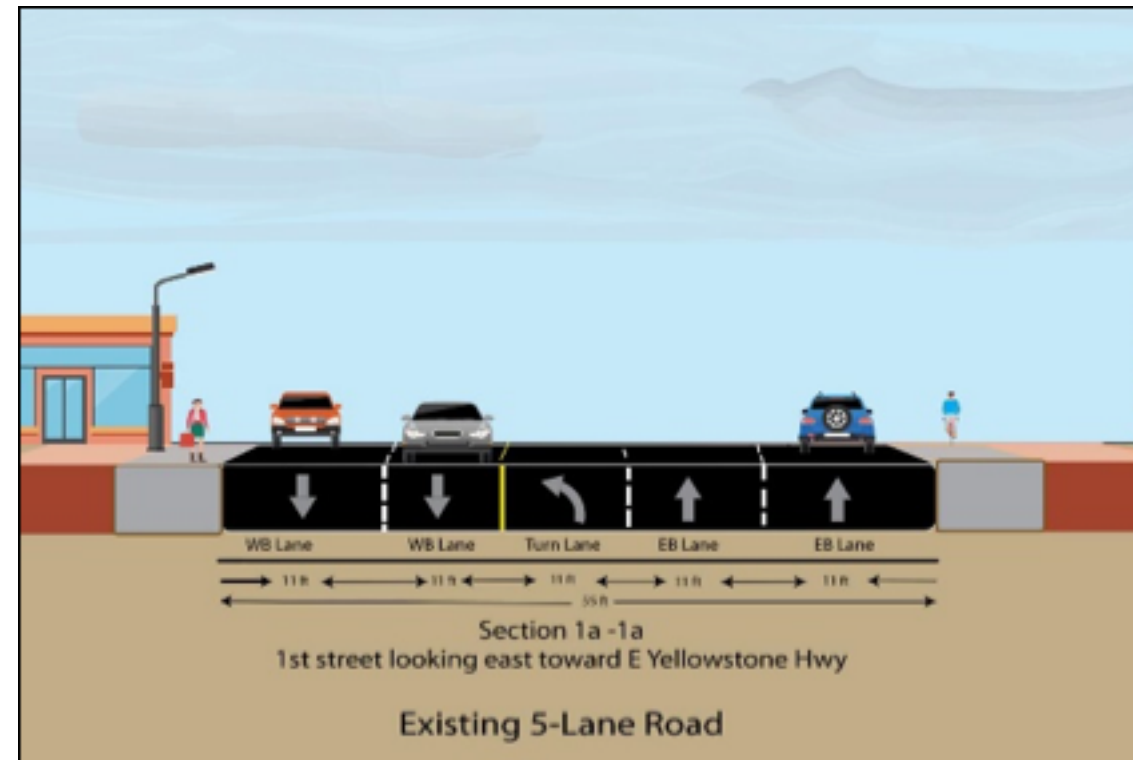 WB Lane WB Lane Turn Lane EB Lane EB Lane
11 ft 11 ft 11 ft 11 ft 11 ft
55 ft
Section 1a -1a
1st street looking east toward E Yellowstone Hwy
Existing 5-Lane Road